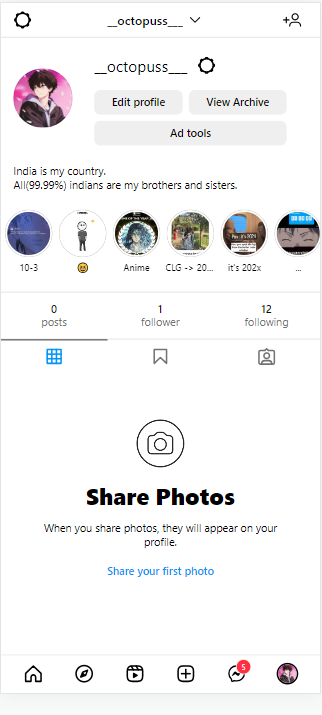 __octopuss___
__octopuss___
Edit profile
View Archive
Ad tools
India is my country.
All(99.99%) indians are my brothers and sisters.
10-3
😆
Anime
CLG -> 20...
it's 202x
...
0
posts
1
follower
12
following
Share Photos
When you share photos, they will appear on your
profile.
Share your first photo
5